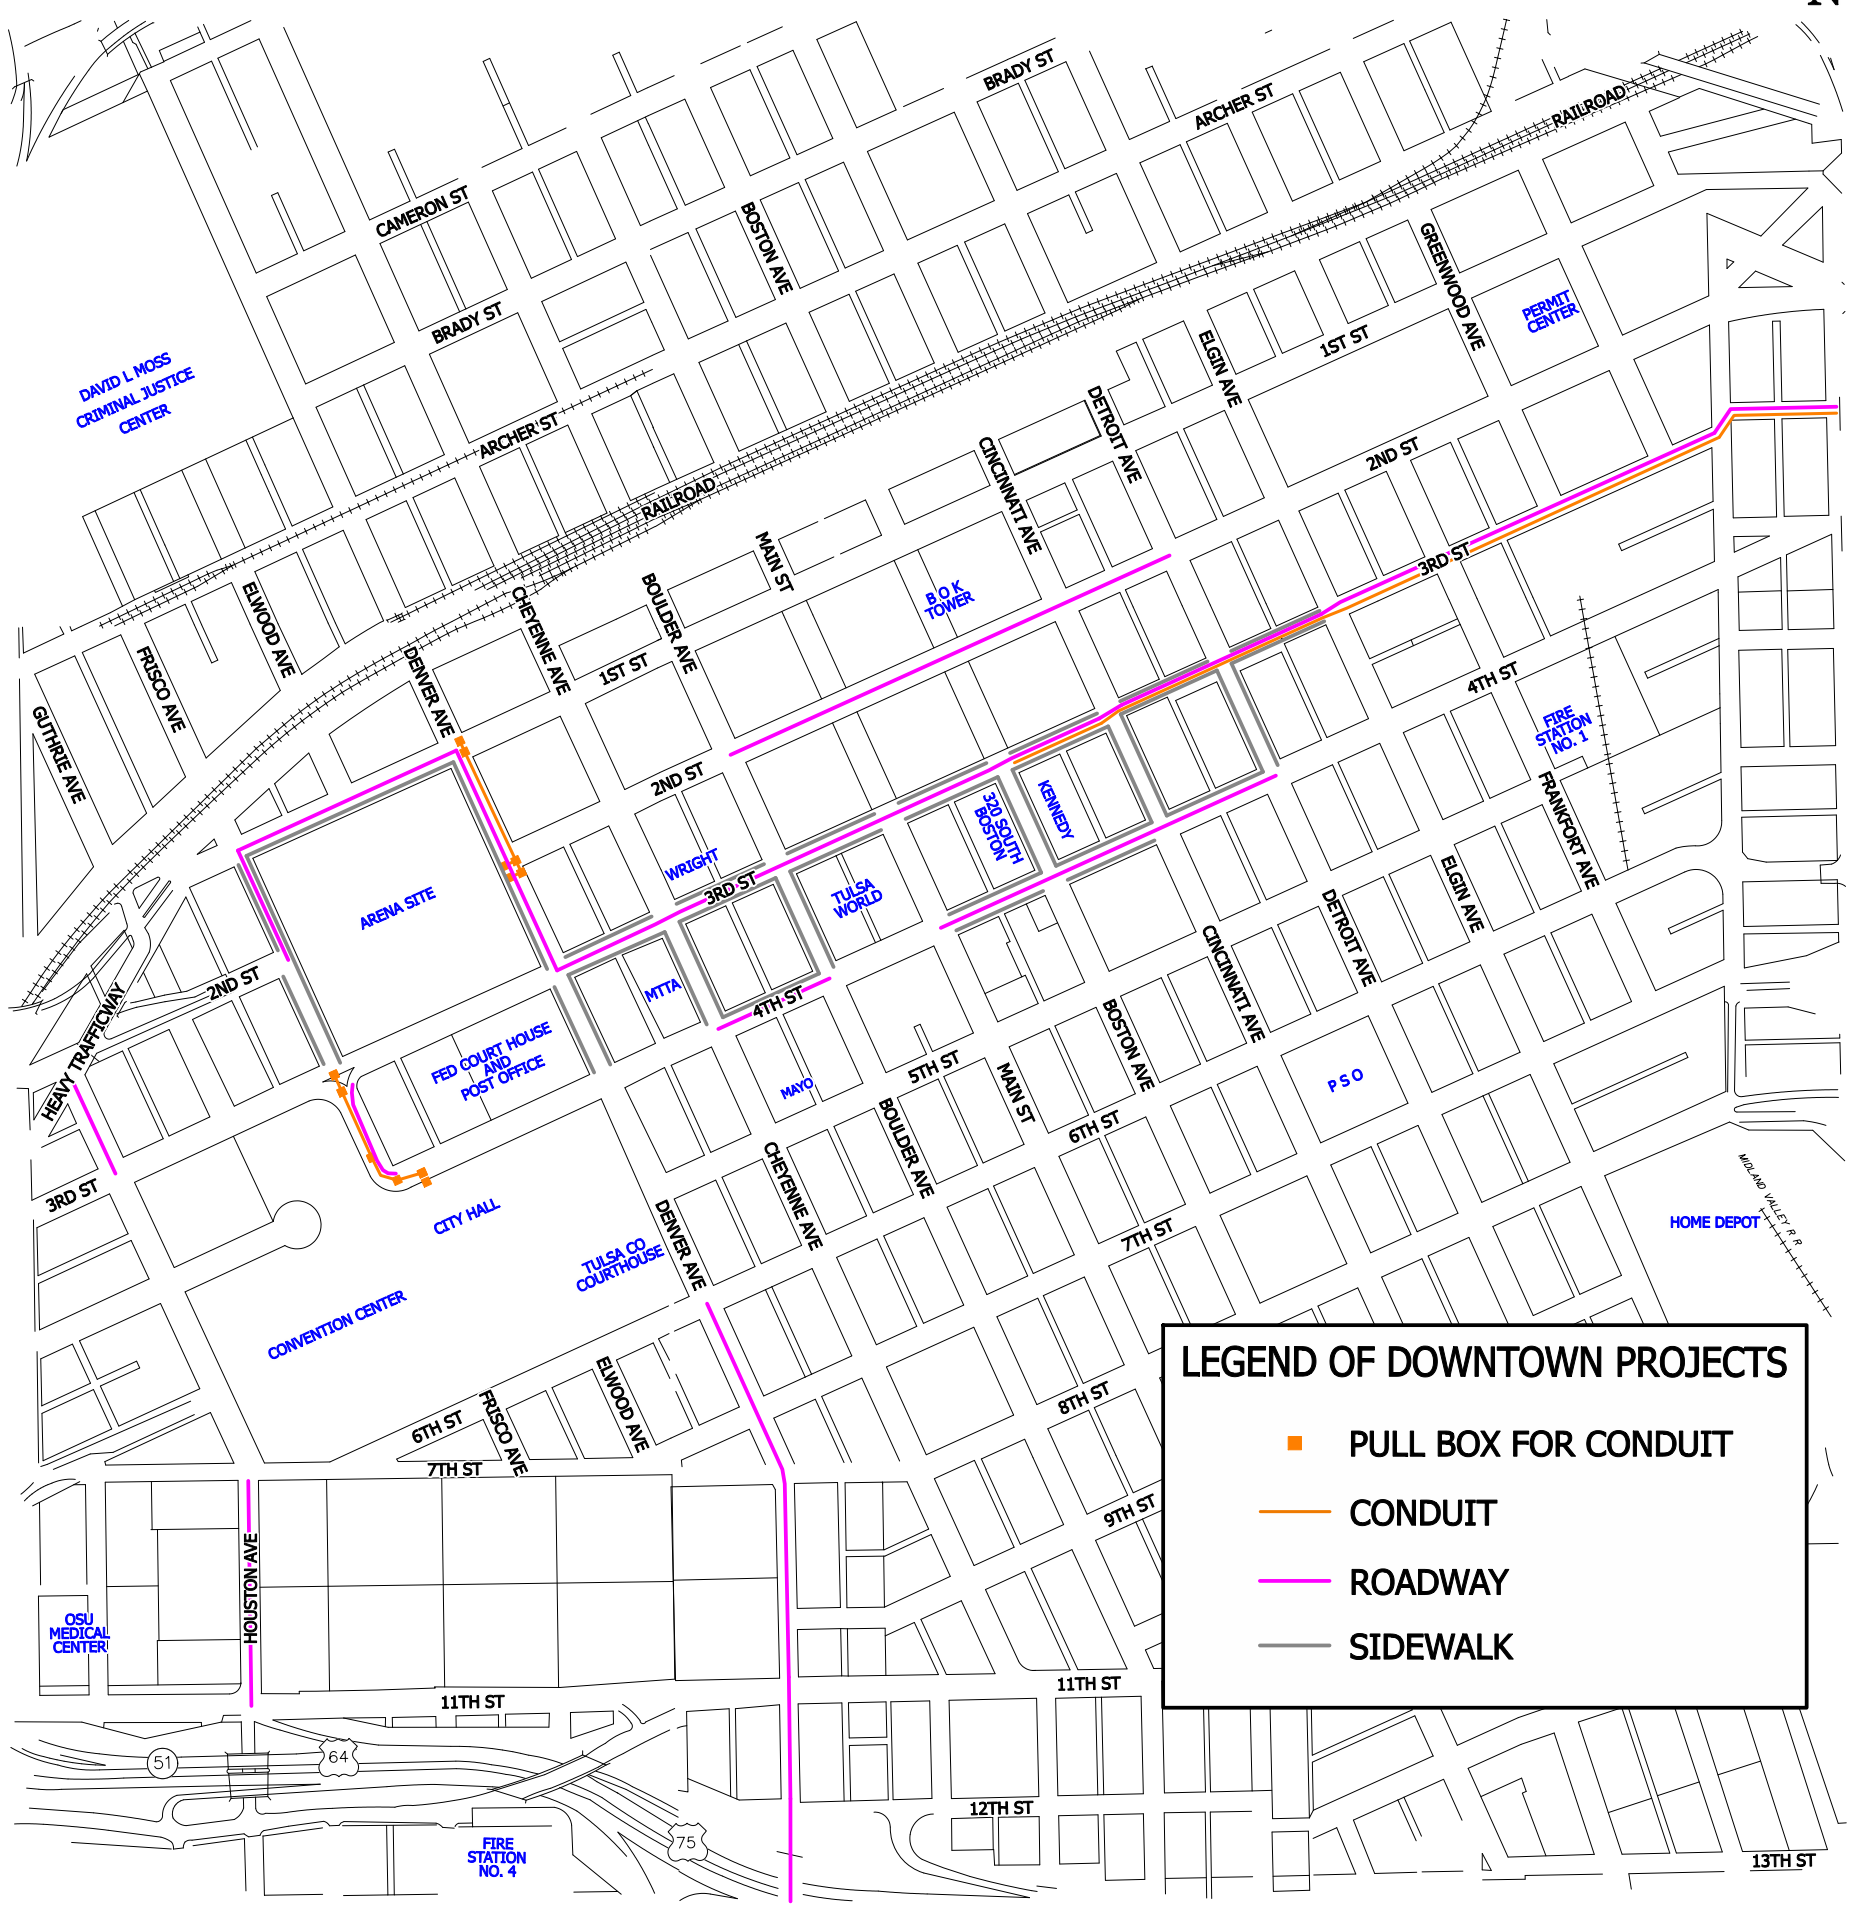 N
BRADY ST
ARCHER ST
RAILROAD
CAMERON ST
BOSTON AVE
GREENWOOD AVE
BRADY ST
PERMIT
CENTER
ELGIN AVE
1ST ST
DAVID L MOSS
CRIMINAL JUSTICE
CENTER
ARCHER ST
DETROIT AVE
CINCINNATI AVE
2ND ST
RAILROAD
MAIN ST
3RD ST
B O K
TOWER
ELWOOD AVE
CHEYENNE AVE
BOULDER AVE
FRISCO AVE
DENVER AVE
1ST ST
4TH ST
GUTHRIE AVE
FIRE
STATION
NO. 1
2ND ST
320 SOUTH
BOSTON
KENNEDY
FRANKFORT AVE
WRIGHT
3RD ST
TULSA
WORLD
ARENA SITE
ELGIN AVE
DETROIT AVE
CINCINNATI AVE
2ND ST
MTTA
4TH ST
HEAVY TRAFFICWAY
BOSTON AVE
FED COURT HOUSE
AND
POST OFFICE
5TH ST
MAIN ST
P S O
MAYO
6TH ST
BOULDER AVE
CHEYENNE AVE
3RD ST
MIDLAND VALLEY R R
HOME DEPOT
CITY HALL
DENVER AVE
7TH ST
TULSA CO
COURTHOUSE
CONVENTION CENTER
LEGEND OF DOWNTOWN PROJECTS
PULL BOX FOR CONDUIT
CONDUIT
ROADWAY
SIDEWALK
ELWOOD AVE
8TH ST
FRISCO AVE
6TH ST
7TH ST
9TH ST
HOUSTON AVE
OSU
MEDICAL
CENTER
11TH ST
11TH ST
51
64
12TH ST
75
FIRE
STATION
NO. 4
13TH ST